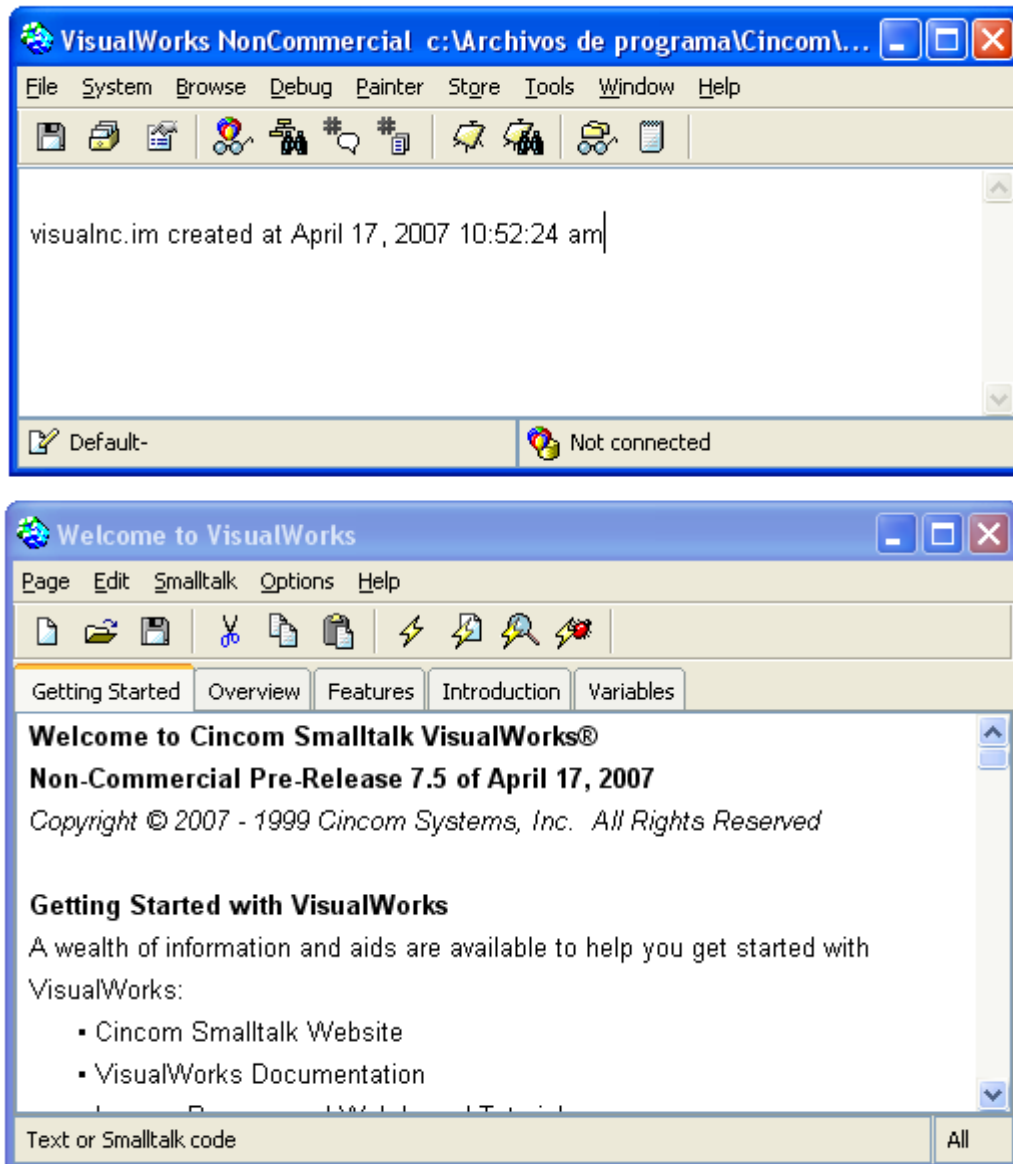 VisualWorks NonCommercial c:\Archivos de programa\Cincom\...
File System Browse Debug Painter Store Tools Window Help
visualnc.im created at April 17, 2007 10:52:24 am
Default- Not connected
Welcome to VisualWorks
Page Edit Smalltalk Options Help
Getting Started Overview Features Introduction Variables
Welcome to Cincom Smalltalk VisualWorks®
Non-Commercial Pre-Release 7.5 of April 17, 2007
Copyright © 2007 - 1999 Cincom Systems, Inc. All Rights Reserved
Getting Started with VisualWorks
A wealth of information and aids are available to help you get started with
VisualWorks:
▪ Cincom Smalltalk Website
▪ VisualWorks Documentation
Text or Smalltalk code All